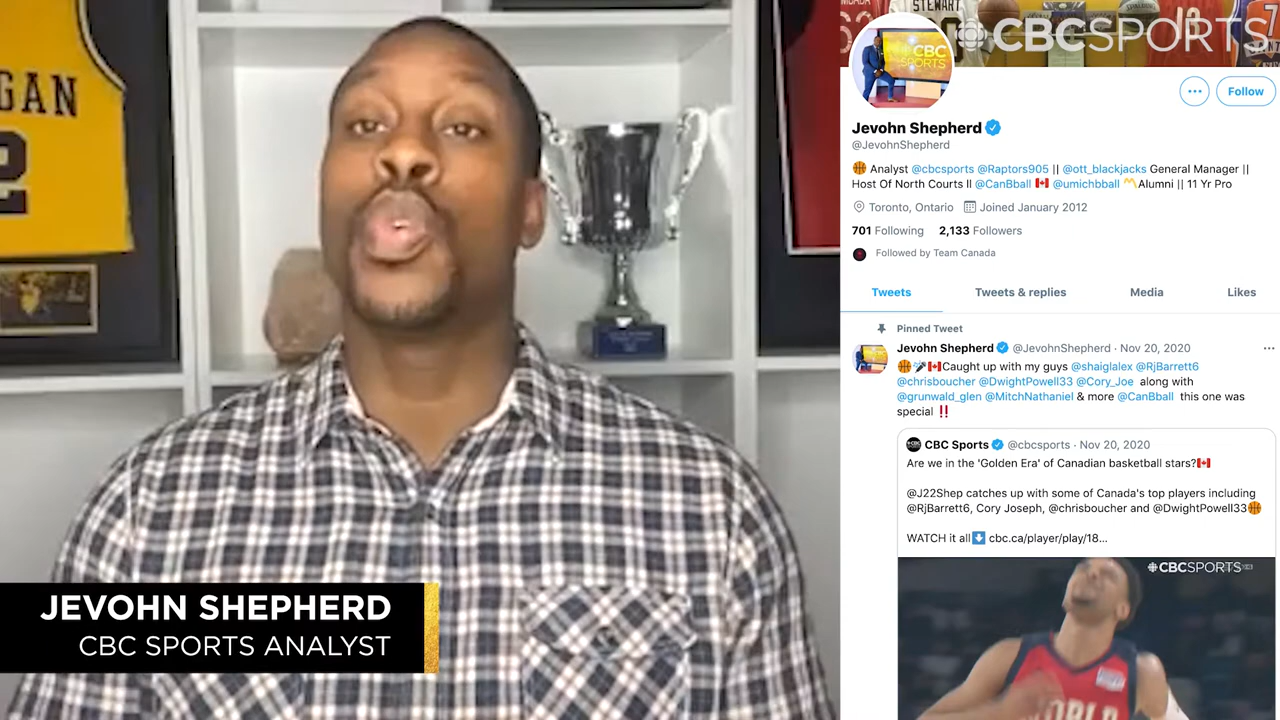 GAN
2
JEVOHN SHEPHERD
CBC SPORTS ANALYST
STEWART
CBCSPORTS
CBC
SPORTS
Follow
Jevohn Shepherd
@JevohnShepherd
🏀 Analyst @cbcsports @Raptors905 || @ott_blackjacks General Manager ||
Host Of North Courts II @CanBball 🇨🇦 @umichbball 〽️Alumni || 11 Yr Pro
Toronto, Ontario Joined January 2012
701 Following 2,133 Followers
Followed by Team Canada
Tweets Tweets & replies Media Likes
Pinned Tweet
Jevohn Shepherd @JevohnShepherd · Nov 20, 2020
🏀🎤🇨🇦Caught up with my guys @shaiglalex @RjBarrett6
@chrisboucher @DwightPowell33 @Cory_Joe along with
@grunwald_glen @MitchNathaniel & more @CanBball this one was
special ‼️
CBC Sports @cbcsports · Nov 20, 2020
Are we in the 'Golden Era' of Canadian basketball stars?🇨🇦
@J22Shep catches up with some of Canada's top players including
@RjBarrett6, Cory Joseph, @chrisboucher and @DwightPowell33🏀
WATCH it all⬇️ cbc.ca/player/play/18...
CBCSPORTS
WORLD